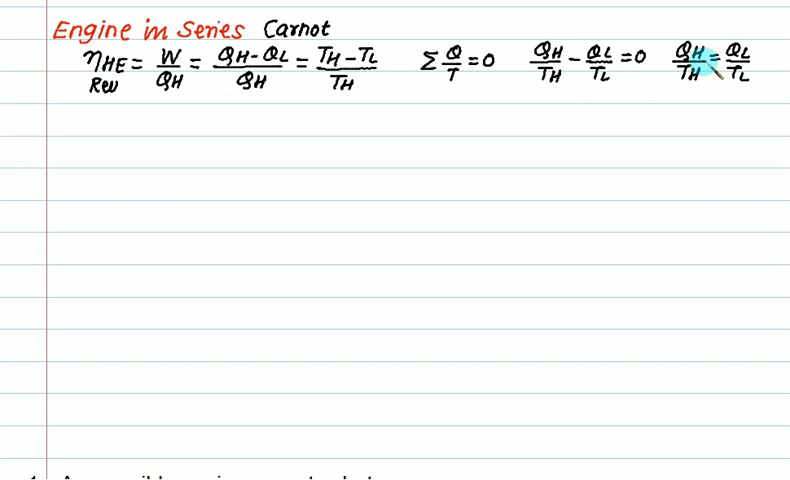 Engine in Series Carnot
ηHE = W/QH = QH-QL/QH = TH-TL/TH Σ Q/T = 0 QH/TH - QL/TL = 0 QH/TH = QL/TL
Rev